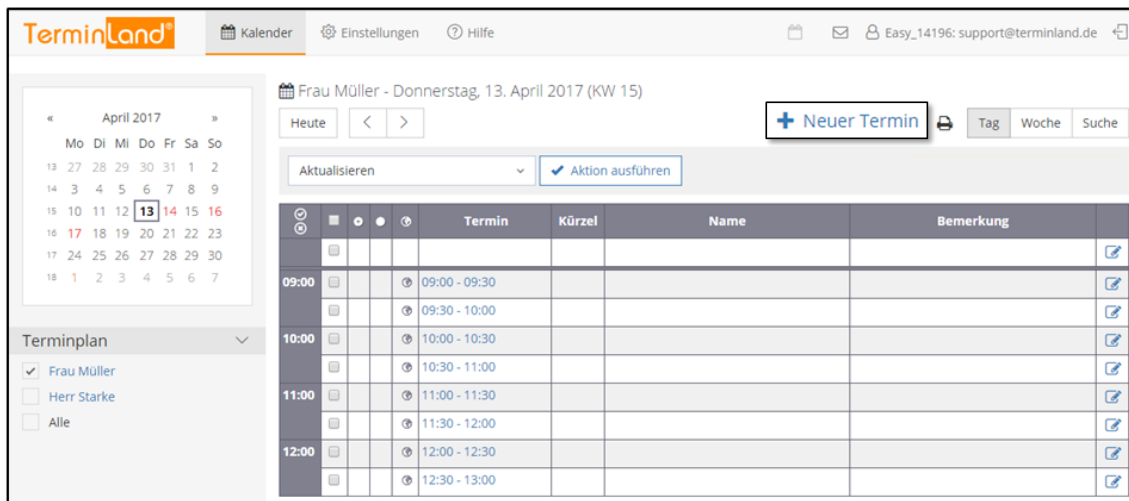 TerminLand®
Kalender Einstellungen Hilfe Easy_14196: support@terminland.de
« April 2017 »
Mo Di Mi Do Fr Sa So
13 27 28 29 30 31 1 2
14 3 4 5 6 7 8 9
15 10 11 12 13 14 15 16
16 17 18 19 20 21 22 23
17 24 25 26 27 28 29 30
18 1 2 3 4 5 6 7
Terminplan
Frau Müller
Herr Starke
Alle
Frau Müller - Donnerstag, 13. April 2017 (KW 15)
Heute < > + Neuer Termin Tag Woche Suche
Aktualisieren Aktion ausführen
Termin Kürzel Name Bemerkung
09:00 09:00 - 09:30
09:30 - 10:00
10:00 10:00 - 10:30
10:30 - 11:00
11:00 11:00 - 11:30
11:30 - 12:00
12:00 12:00 - 12:30
12:30 - 13:00